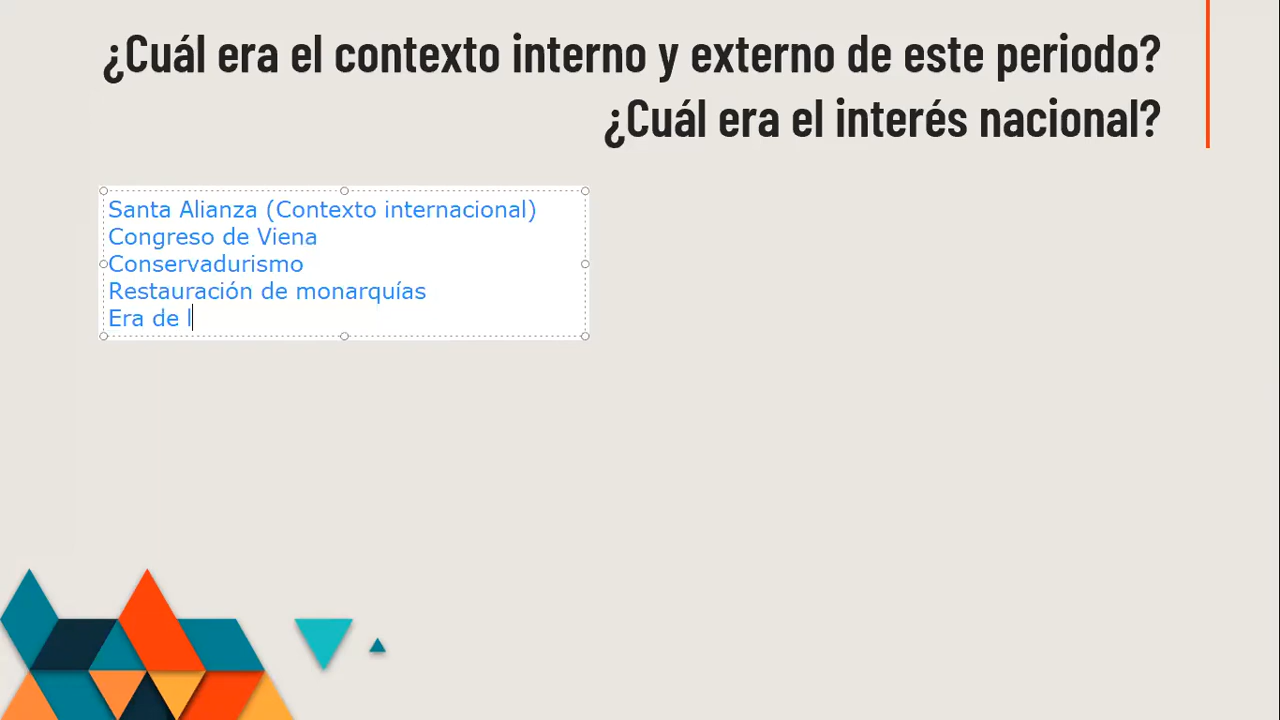 ¿Cuál era el contexto interno y externo de este periodo?
¿Cuál era el interés nacional?
Santa Alianza (Contexto internacional)
Congreso de Viena
Conservadurismo
Restauración de monarquías
Era de l